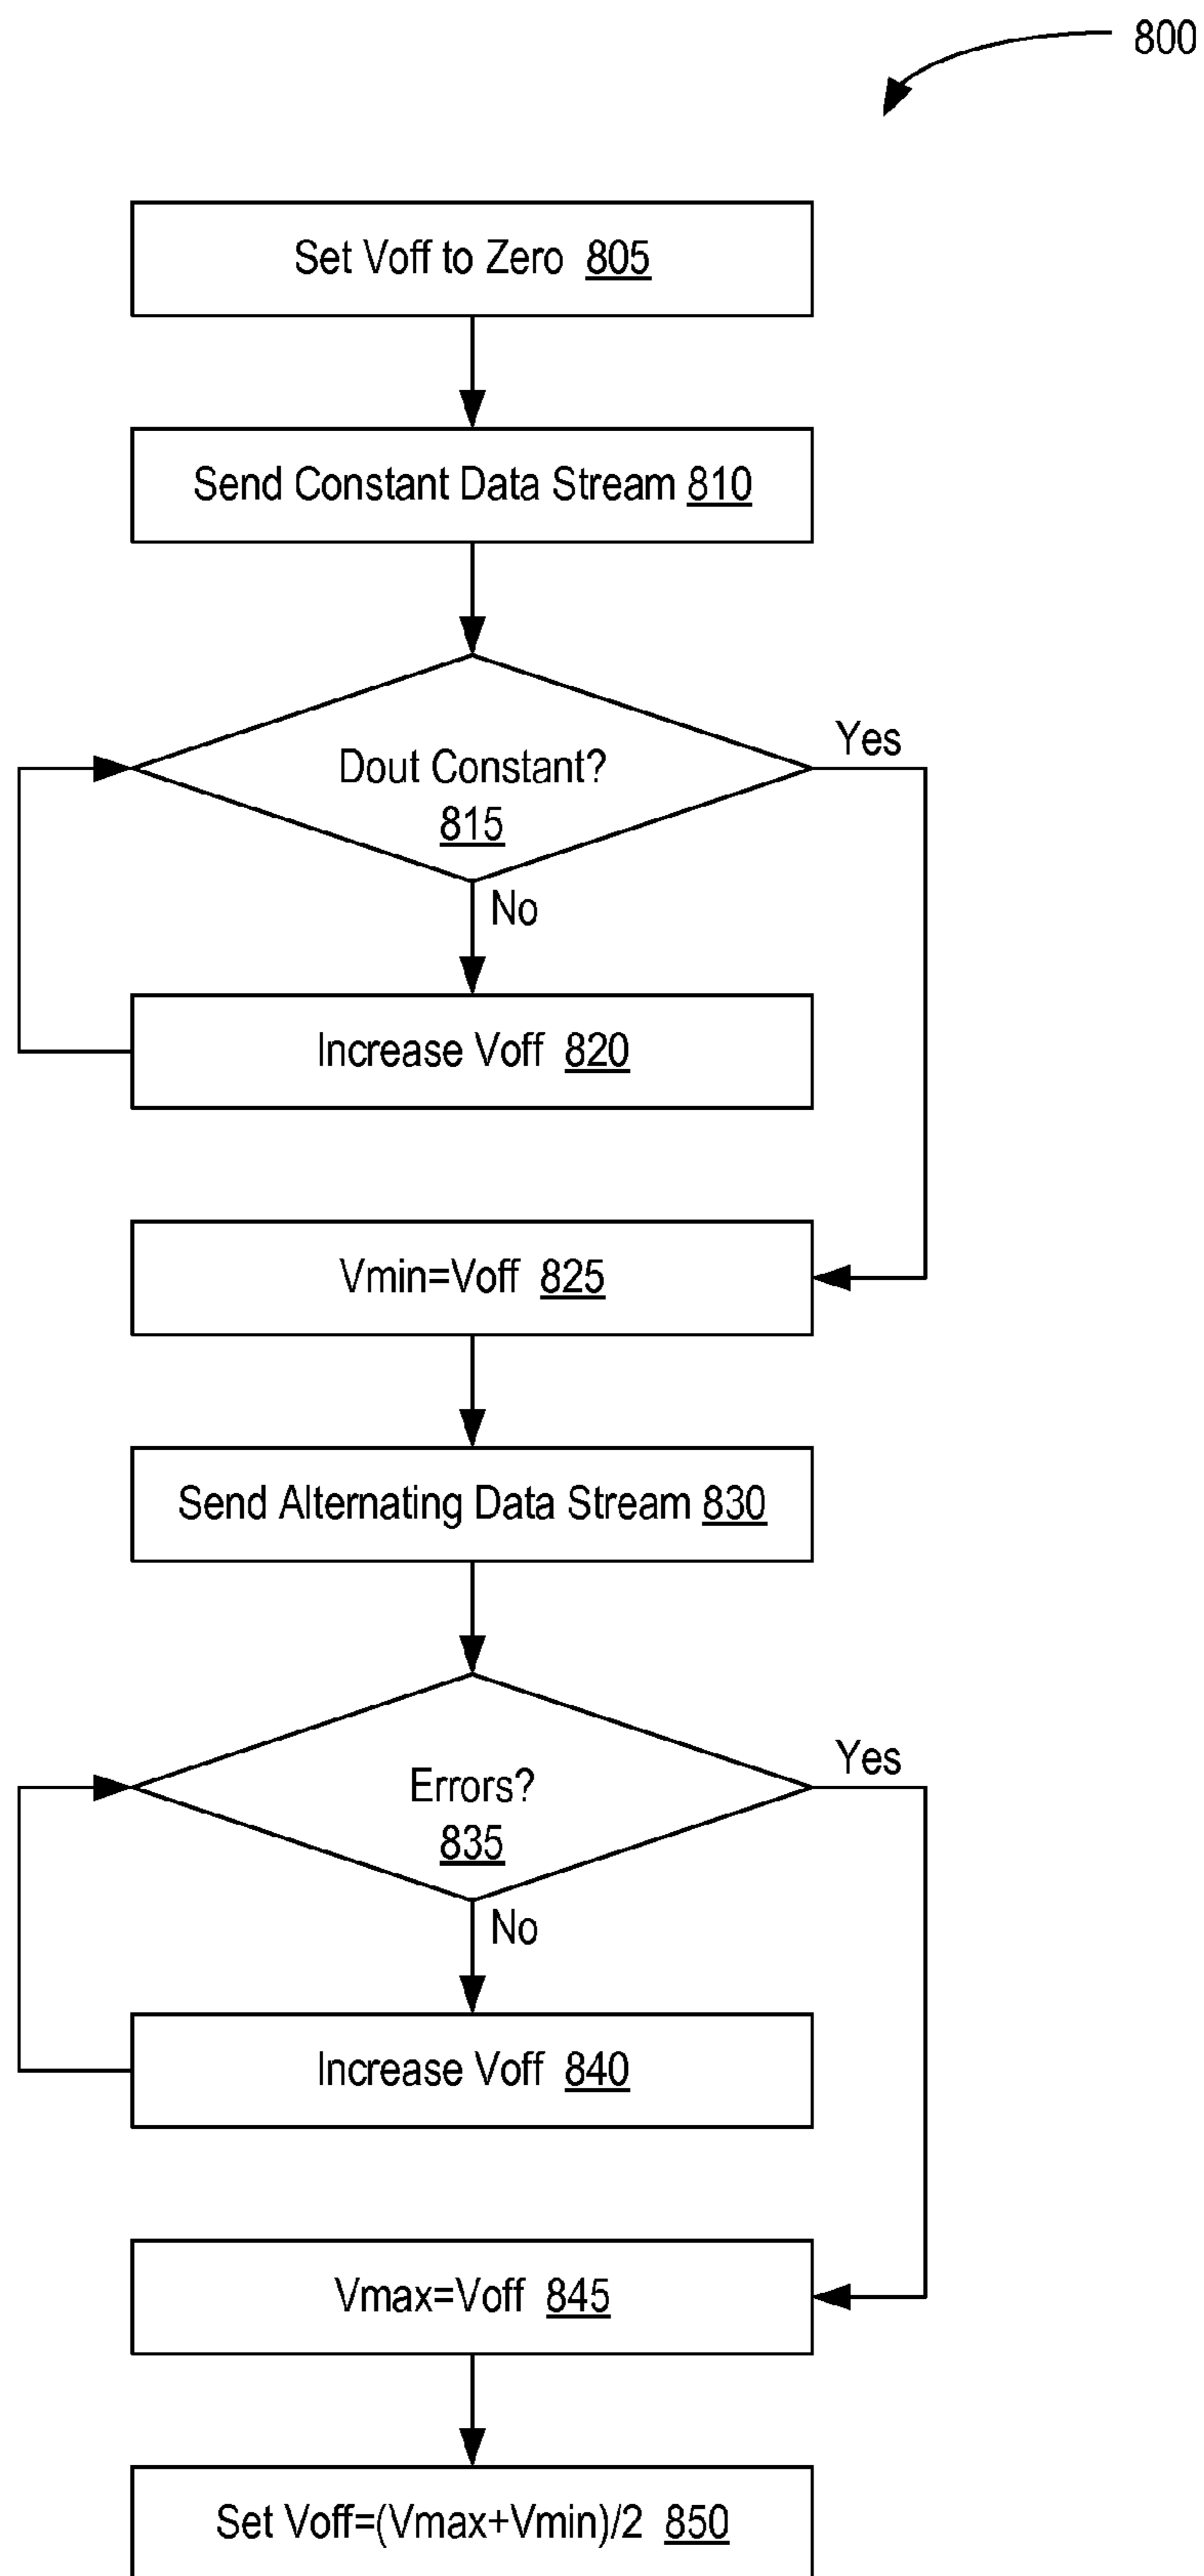 800
Set Voff to Zero 805
Send Constant Data Stream 810
Yes
Dout Constant?
815
No
Increase Voff 820
Vmin=Voff 825
Send Alternating Data Stream 830
Yes
Errors?
835
No
Increase Voff 840
Vmax=Voff 845
Set Voff=(Vmax+Vmin)/2 850